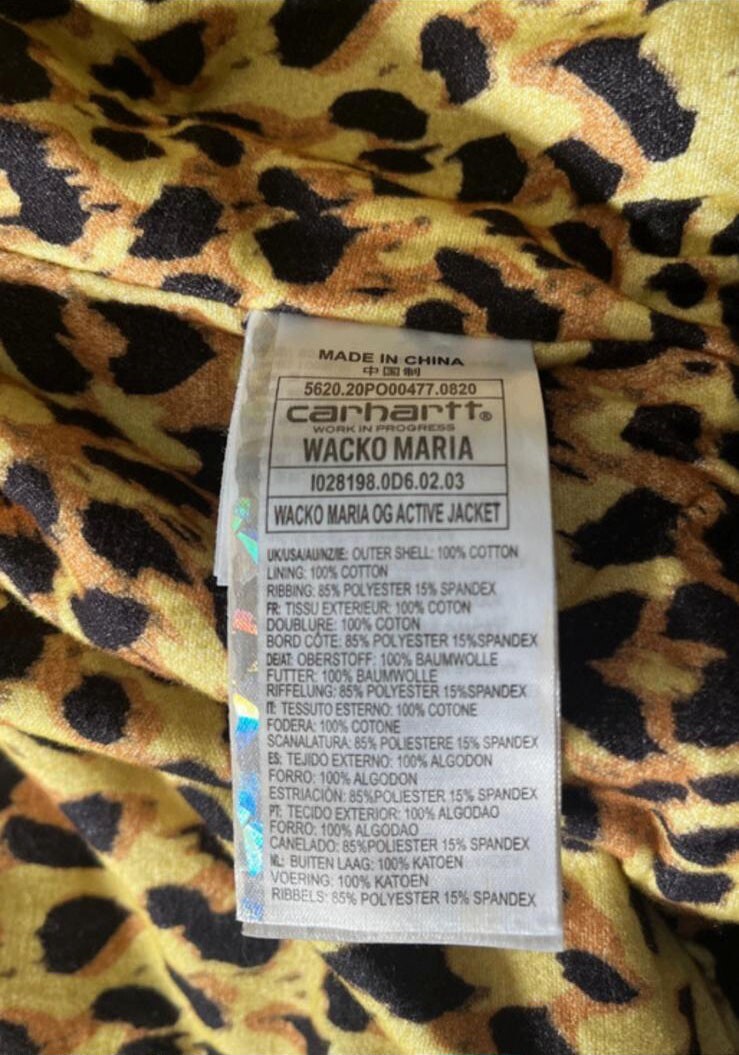 MADE IN CHINA
中国制
5620.20PO00477.0820
carhartt®
WORK IN PROGRESS
WACKO MARIA
I028198.0D6.02.03
WACKO MARIA OG ACTIVE JACKET
UK/USA/AU/NZ/IE: OUTER SHELL: 100% COTTON
LINING: 100% COTTON
RIBBING: 85% POLYESTER 15% SPANDEX
FR: TISSU EXTERIEUR: 100% COTON
DOUBLURE: 100% COTON
BORD CÔTE: 85% POLYESTER 15%SPANDEX
DE/AT: OBERSTOFF: 100% BAUMWOLLE
FUTTER: 100% BAUMWOLLE
RIFFELUNG: 85% POLYESTER 15%SPANDEX
IT: TESSUTO ESTERNO: 100% COTONE
FODERA: 100% COTONE
SCANALATURA: 85% POLIESTERE 15% SPANDEX
ES: TEJIDO EXTERNO: 100% ALGODON
FORRO: 100% ALGODON
ESTRIACIÓN: 85%POLIESTER 15% SPANDEX
PT: TECIDO EXTERIOR: 100% ALGODAO
FORRO: 100% ALGODAO
CANELADO: 85%POLIESTER 15% SPANDEX
NL: BUITEN LAAG: 100% KATOEN
VOERING: 100% KATOEN
RIBBELS: 85% POLYESTER 15% SPANDEX